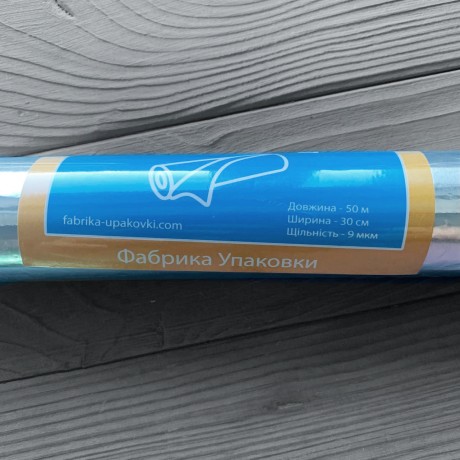 Довжина - 50 м
Ширина - 30 см
Щільність - 9 мкм
fabrika-upakovki.com
Фабрика Упаковки